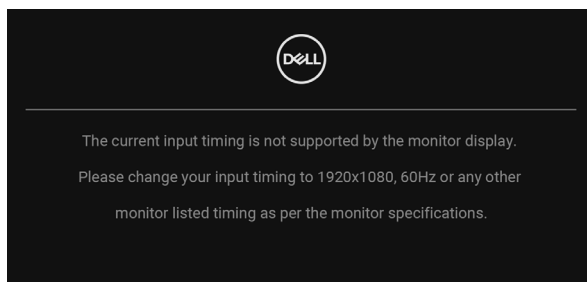 DELL
The current input timing is not supported by the monitor display.
Please change your input timing to 1920x1080, 60Hz or any other
monitor listed timing as per the monitor specifications.